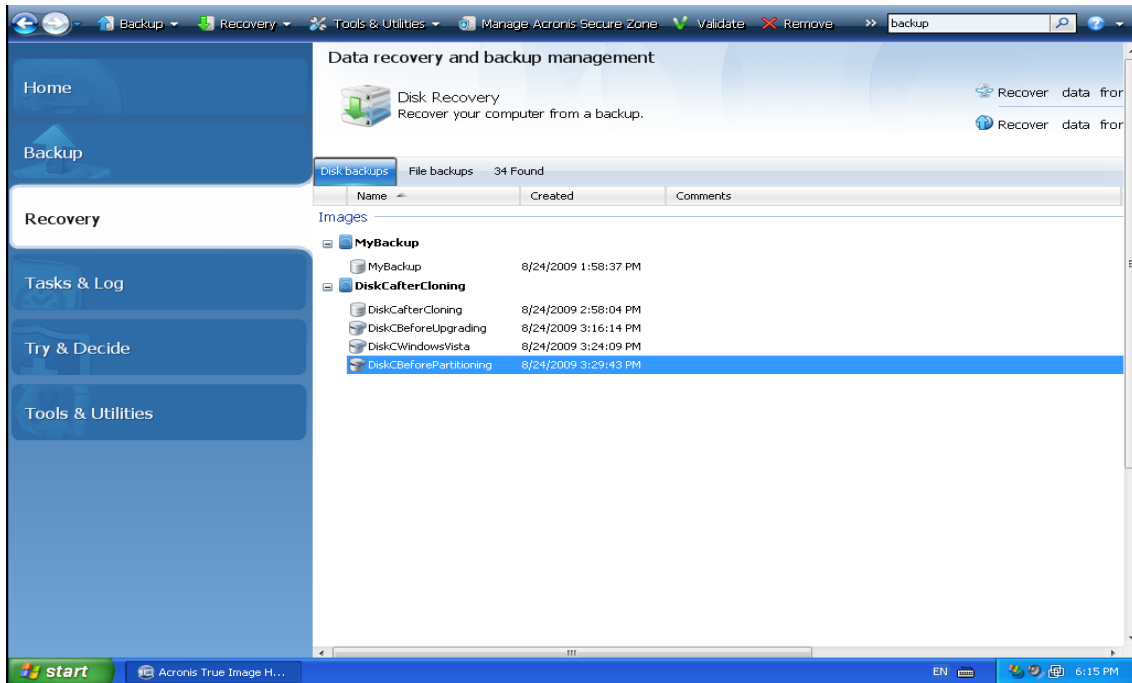 Backup Recovery Tools & Utilities Manage Acronis Secure Zone Validate Remove >> backup
Data recovery and backup management
Home
Disk Recovery
Recover your computer from a backup.
Recover data fror
Recover data fror
Backup
Disk backups File backups 34 Found
Name Created Comments
Recovery
Images
MyBackup
MyBackup 8/24/2009 1:58:37 PM
Tasks & Log
DiskCafterCloning
DiskCafterCloning 8/24/2009 2:58:04 PM
DiskCBeforeUpgrading 8/24/2009 3:16:14 PM
Try & Decide
DiskCWindowsVista 8/24/2009 3:24:09 PM
DiskCBeforePartitioning 8/24/2009 3:29:43 PM
Tools & Utilities
start Acronis True Image H... EN 6:15 PM